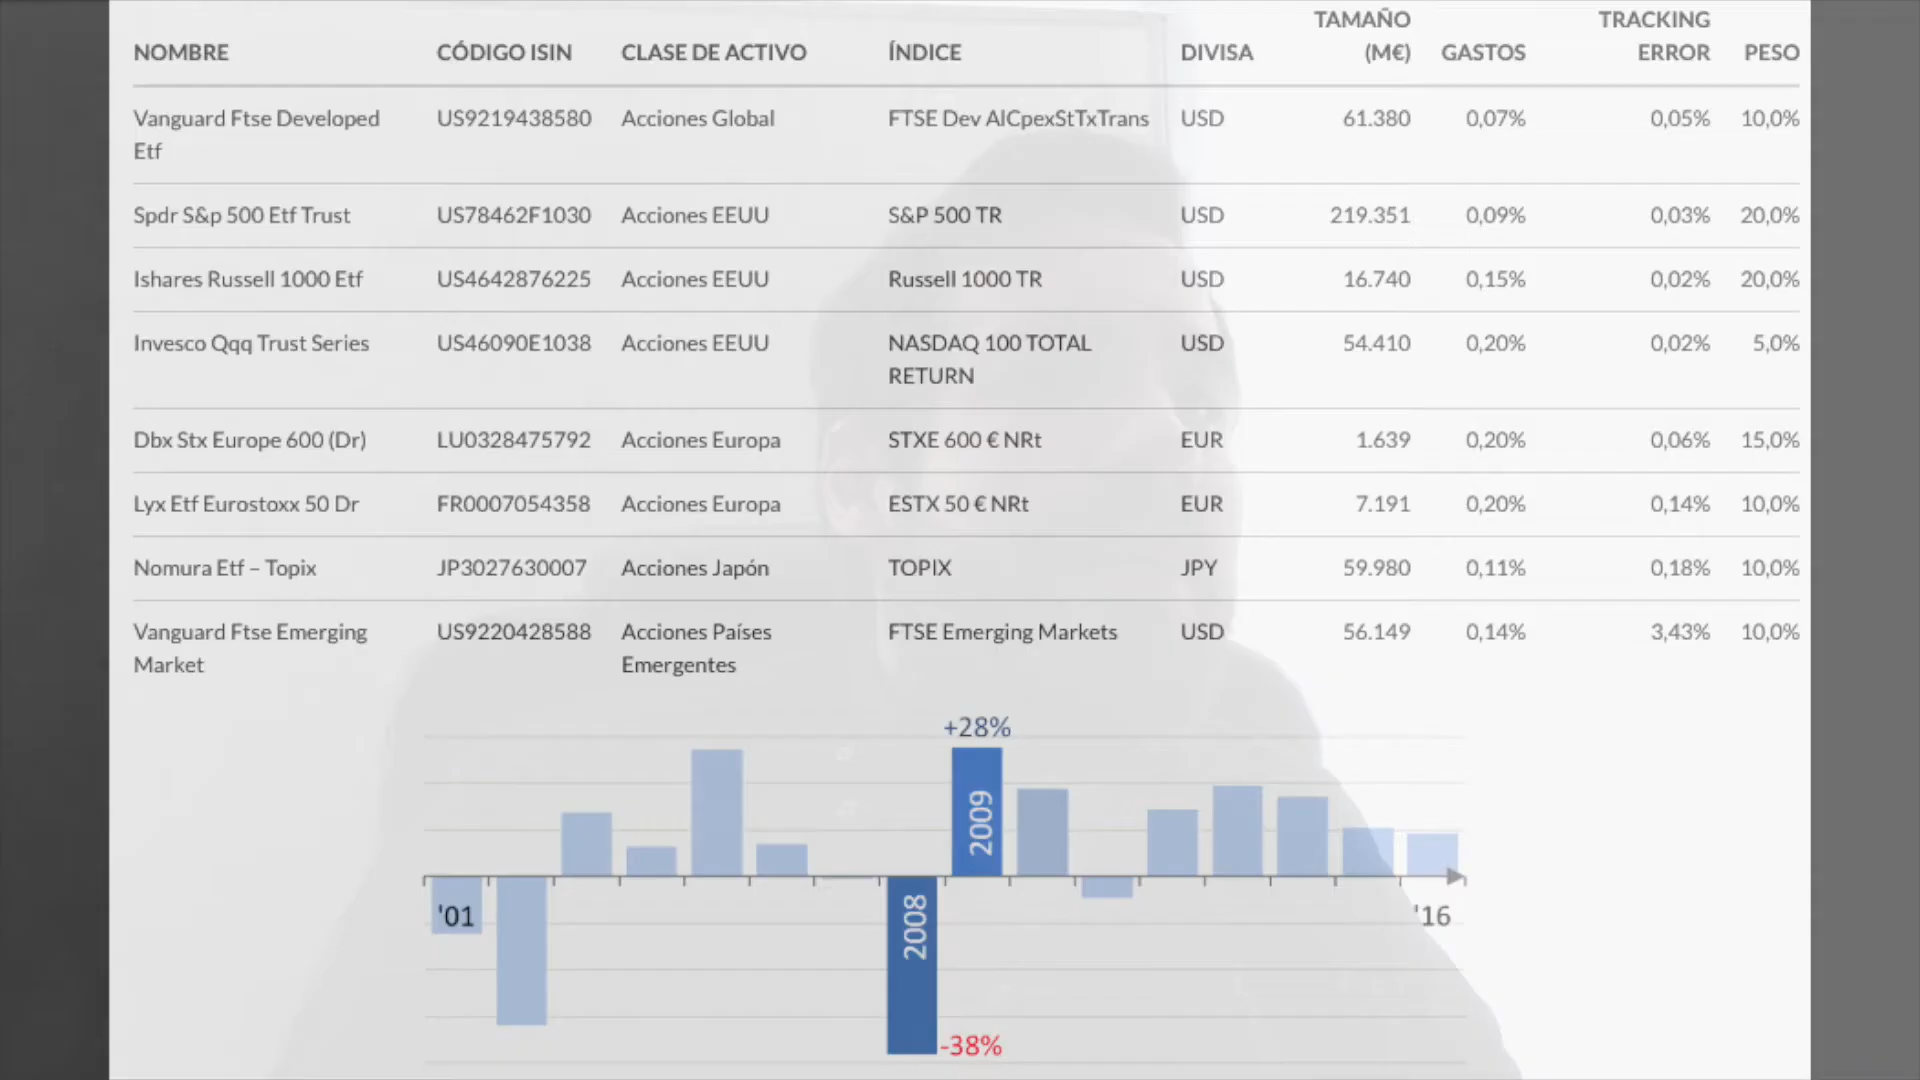 TAMAÑO TRACKING
NOMBRE CÓDIGO ISIN CLASE DE ACTIVO ÍNDICE DIVISA (M€) GASTOS ERROR PESO
Vanguard Ftse Developed US9219438580 Acciones Global FTSE Dev AlCpexStTxTrans USD 61.380 0,07% 0,05% 10,0%
Etf
Spdr S&p 500 Etf Trust US78462F1030 Acciones EEUU S&P 500 TR USD 219.351 0,09% 0,03% 20,0%
Ishares Russell 1000 Etf US4642876225 Acciones EEUU Russell 1000 TR USD 16.740 0,15% 0,02% 20,0%
Invesco Qqq Trust Series US46090E1038 Acciones EEUU NASDAQ 100 TOTAL USD 54.410 0,20% 0,02% 5,0%
RETURN
Dbx Stx Europe 600 (Dr) LU0328475792 Acciones Europa STXE 600 € NRt EUR 1.639 0,20% 0,06% 15,0%
Lyx Etf Eurostoxx 50 Dr FR0007054358 Acciones Europa ESTX 50 € NRt EUR 7.191 0,20% 0,14% 10,0%
Nomura Etf – Topix JP3027630007 Acciones Japón TOPIX JPY 59.980 0,11% 0,18% 10,0%
Vanguard Ftse Emerging US9220428588 Acciones Países FTSE Emerging Markets USD 56.149 0,14% 3,43% 10,0%
Market Emergentes
+28%
2009
'01 2008 '16
-38%